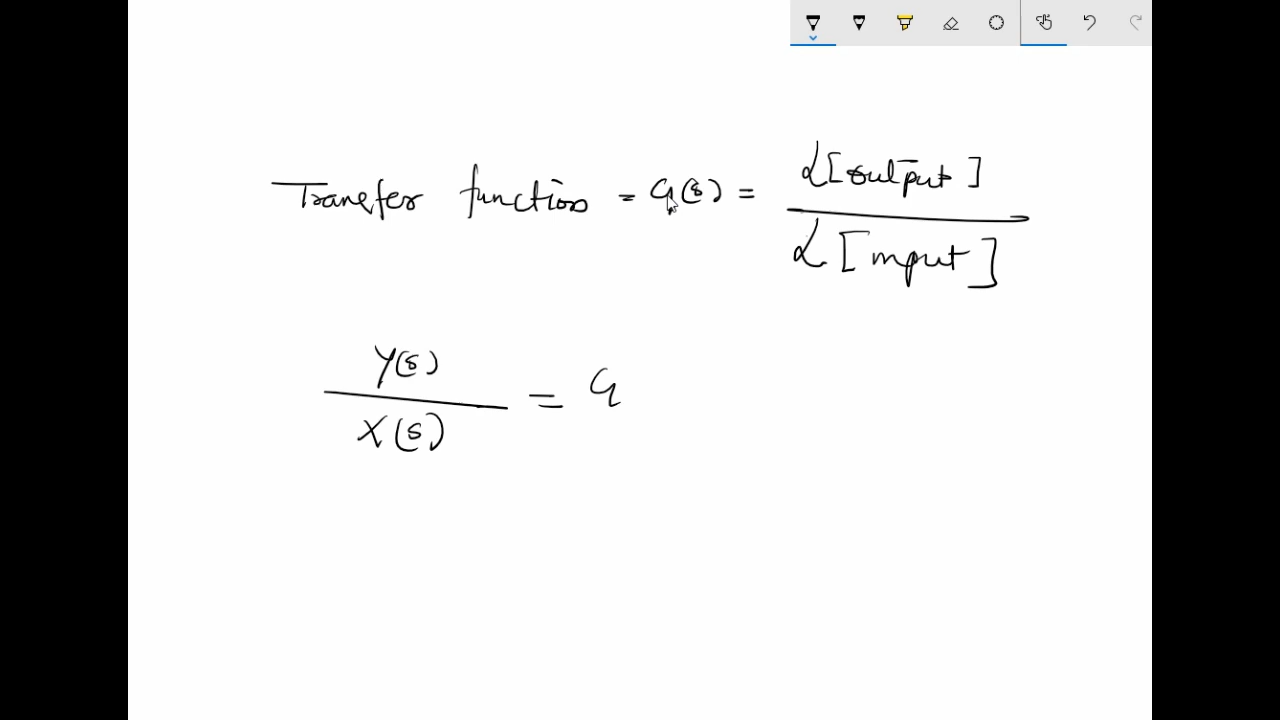 Transfer function = G(s) = ℒ[output]
ℒ[input]
Y(s)
X(s) = G